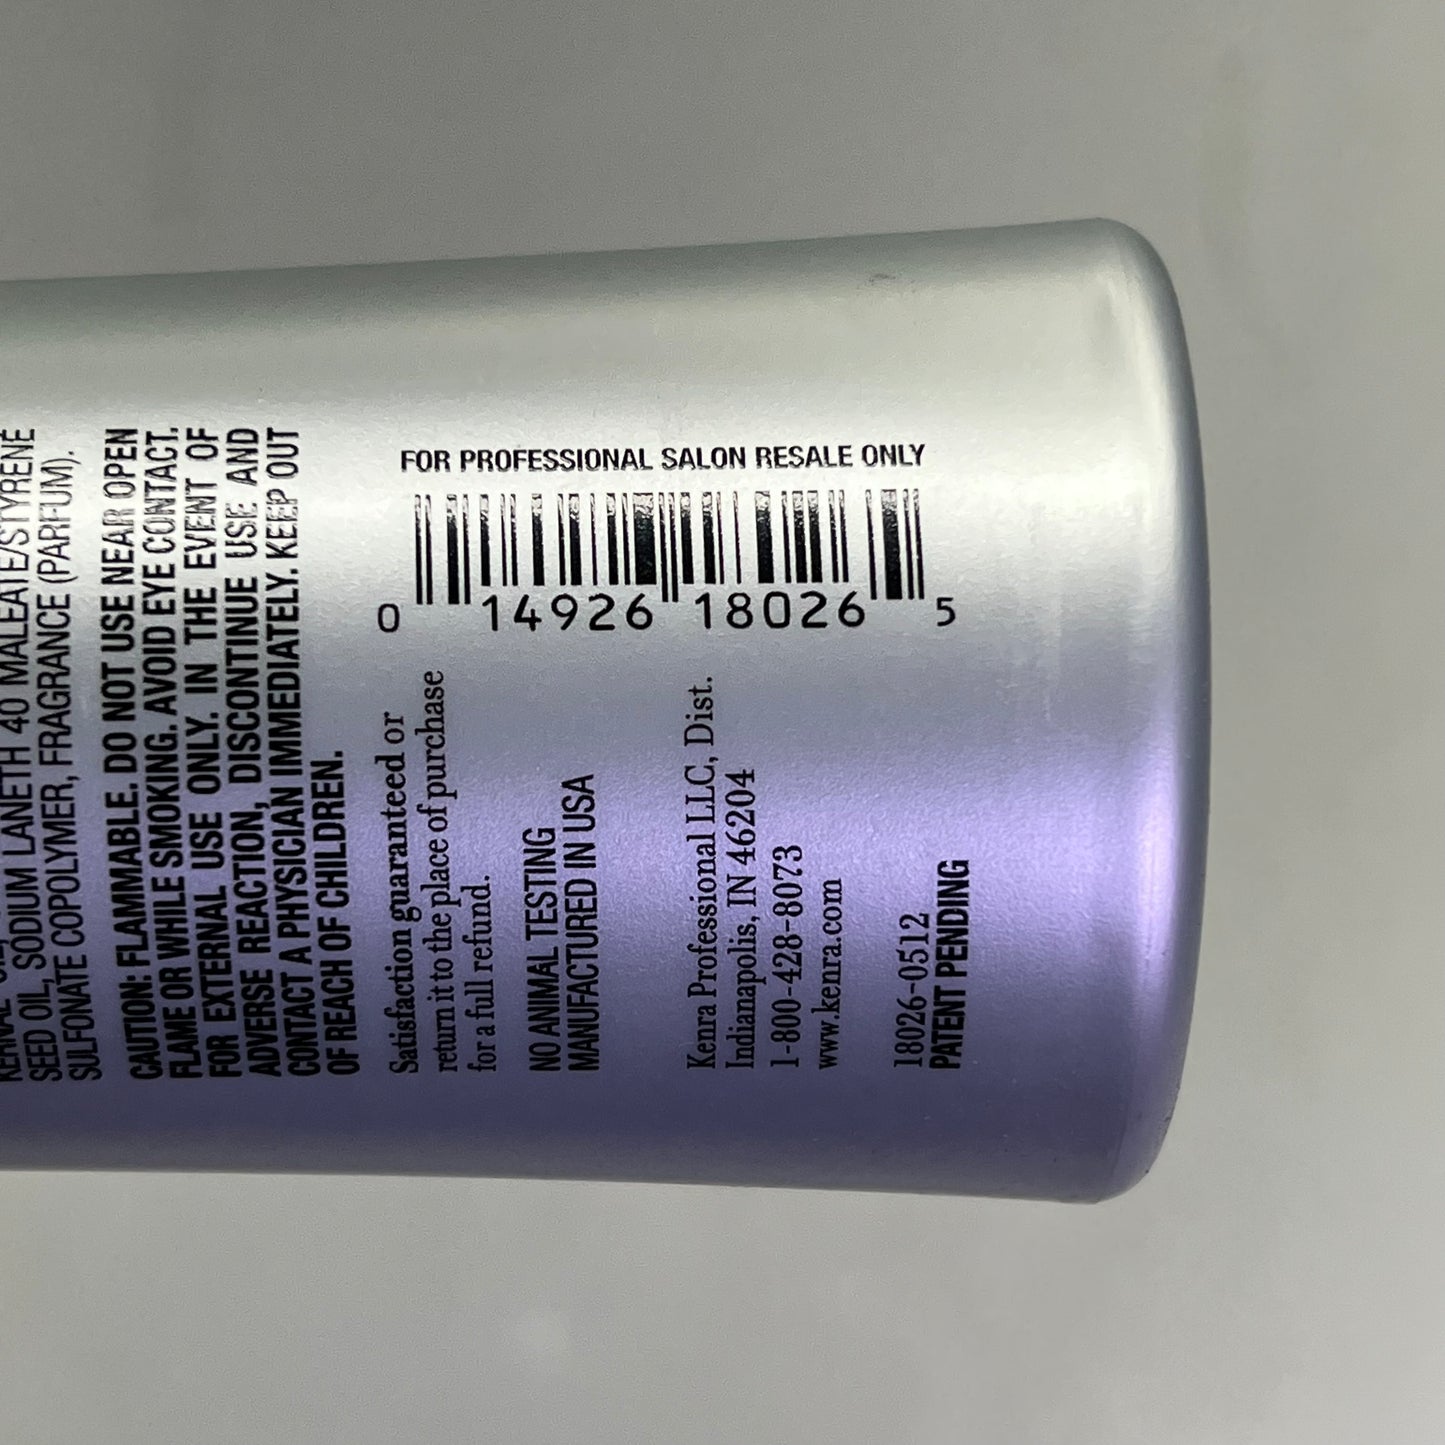 SEED OIL, SODIUM LANETH 40 MALEATE/STYRENE
SULFONATE COPOLYMER, FRAGRANCE (PARFUM).
CAUTION: FLAMMABLE. DO NOT USE NEAR OPEN
FLAME OR WHILE SMOKING. AVOID EYE CONTACT.
FOR EXTERNAL USE ONLY. IN THE EVENT OF
ADVERSE REACTION, DISCONTINUE USE AND
CONTACT A PHYSICIAN IMMEDIATELY. KEEP OUT
OF REACH OF CHILDREN.
Satisfaction guaranteed or
return it to the place of purchase
for a full refund.
NO ANIMAL TESTING
MANUFACTURED IN USA
Kenra Professional LLC, Dist.
Indianapolis, IN 46204
1-800-428-8073
www.kenra.com
18026-0512
PATENT PENDING
FOR PROFESSIONAL SALON RESALE ONLY
0 14926 18026 5